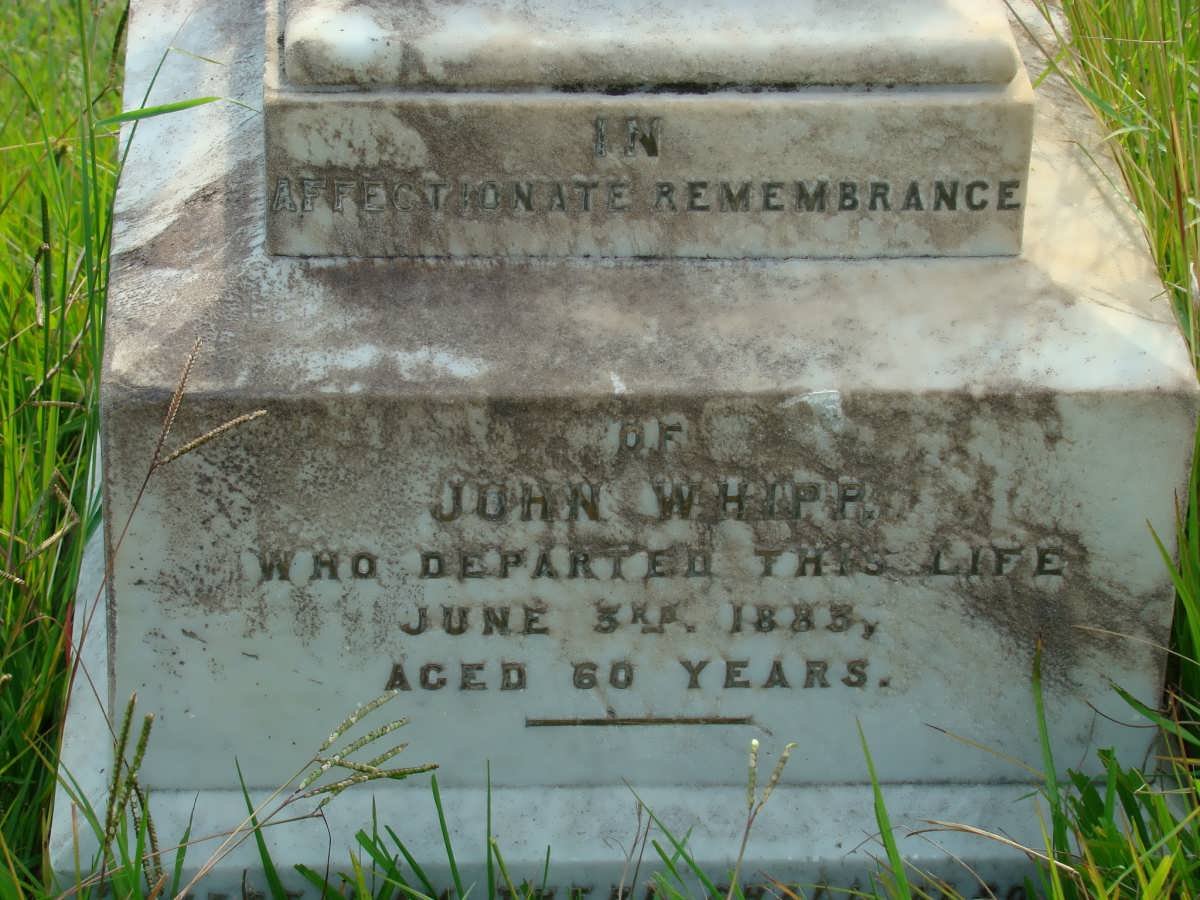 IN
AFFECTIONATE REMEMBRANCE
OF
JOHN WHIPP,
WHO DEPARTED THIS LIFE
JUNE 3RD. 1883,
AGED 60 YEARS.